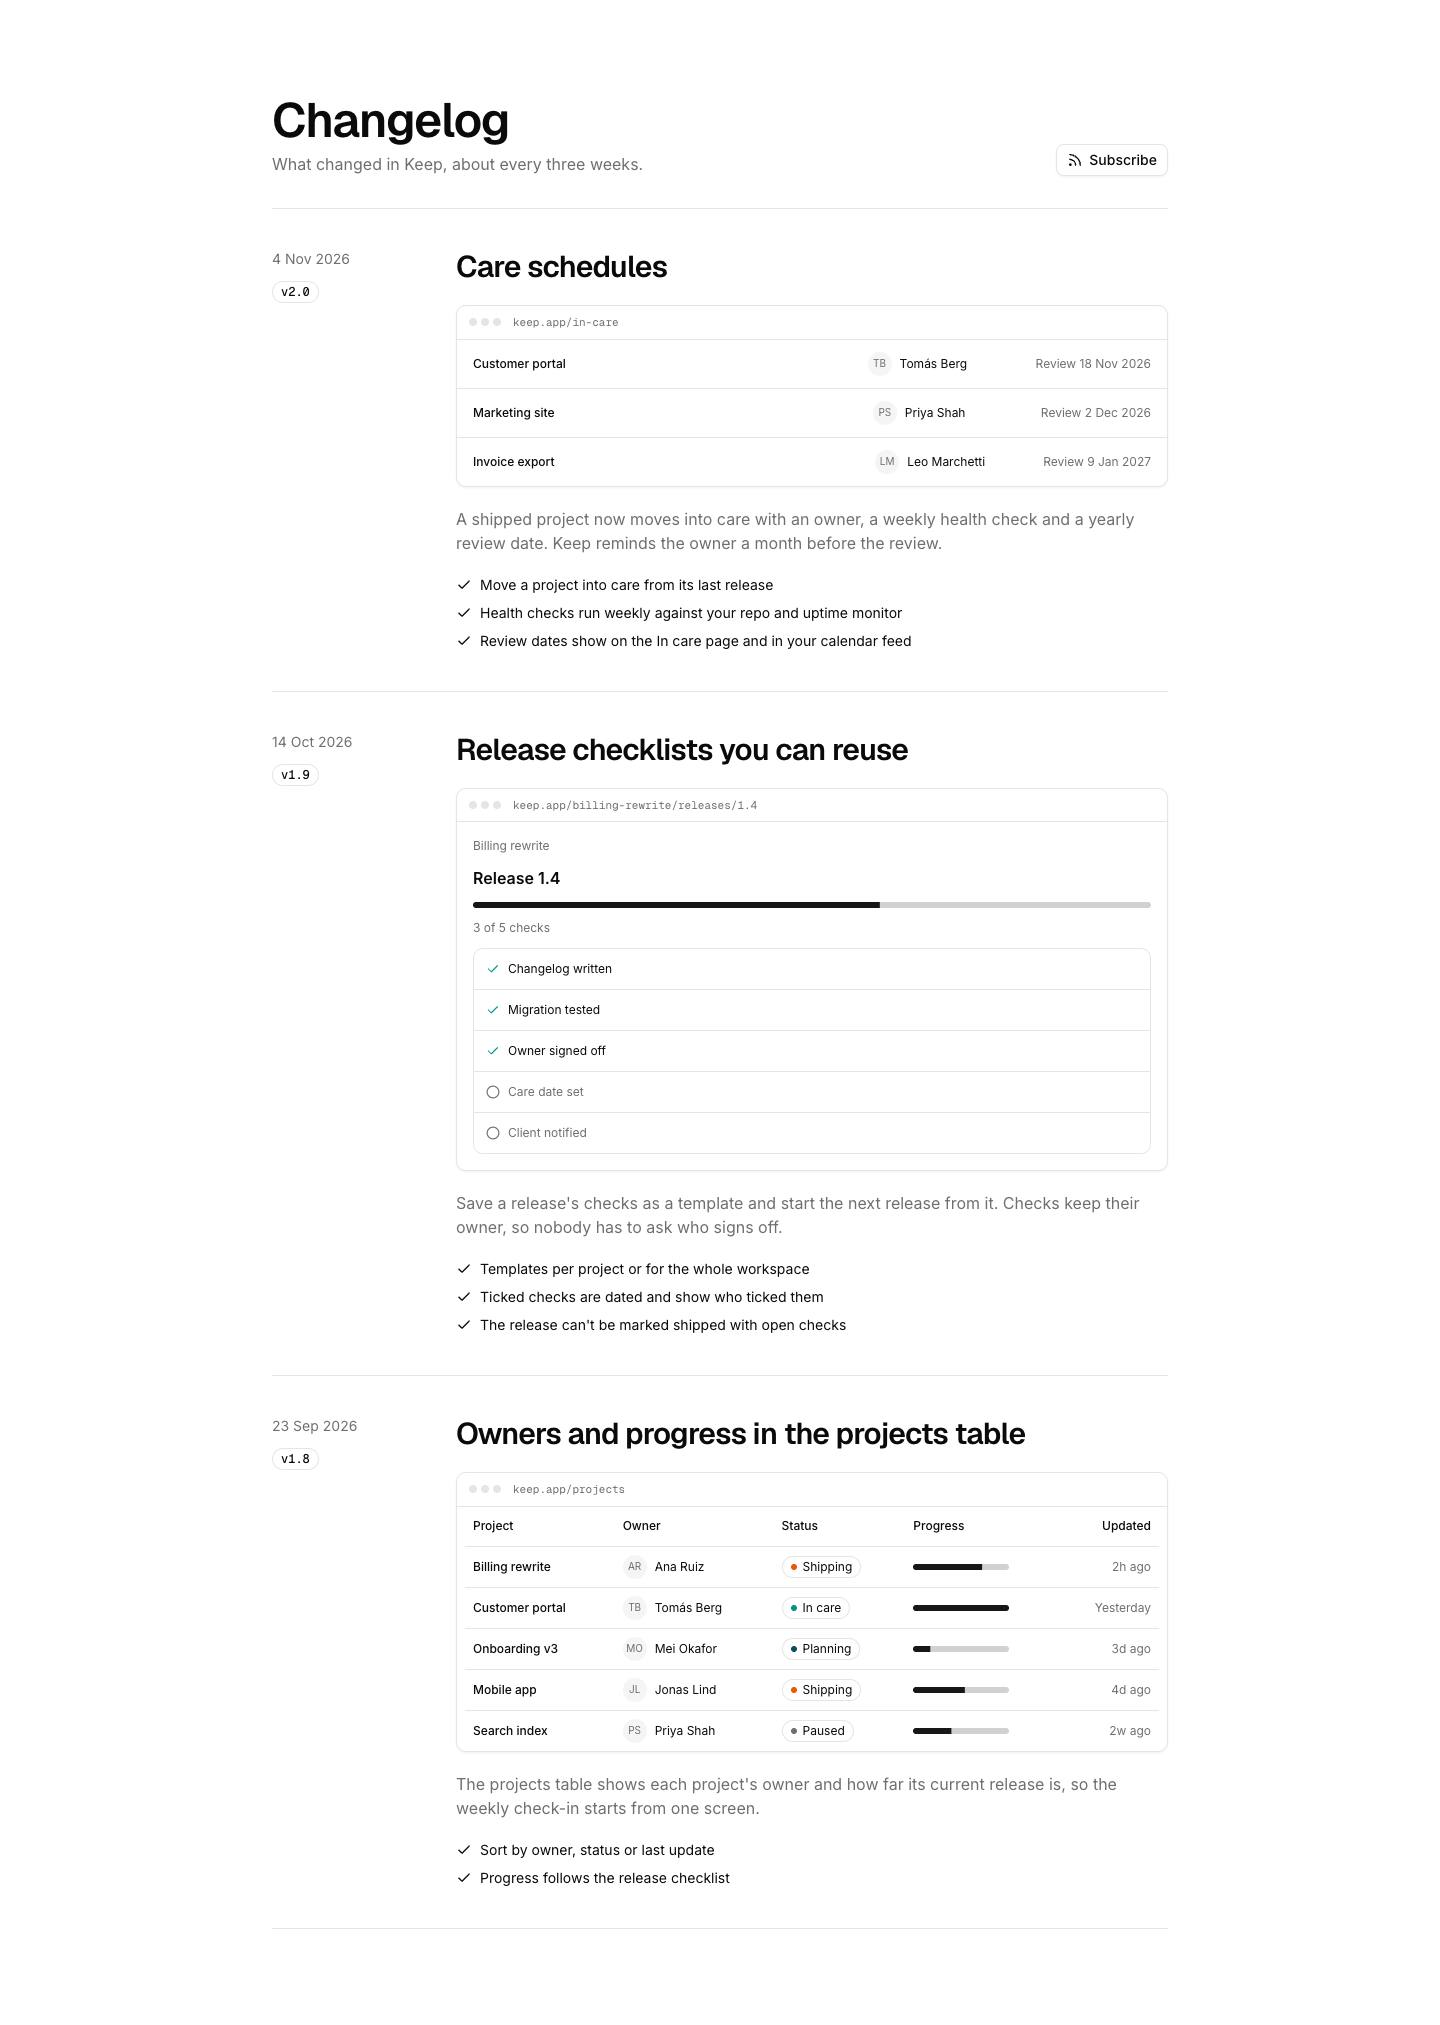 Changelog
What changed in Keep, about every three weeks.
Subscribe
4 Nov 2026
v2.0
Care schedules
keep.app/in-care
Customer portal TB Tomás Berg Review 18 Nov 2026
Marketing site PS Priya Shah Review 2 Dec 2026
Invoice export LM Leo Marchetti Review 9 Jan 2027
A shipped project now moves into care with an owner, a weekly health check and a yearly
review date. Keep reminds the owner a month before the review.
Move a project into care from its last release
Health checks run weekly against your repo and uptime monitor
Review dates show on the In care page and in your calendar feed
14 Oct 2026
v1.9
Release checklists you can reuse
keep.app/billing-rewrite/releases/1.4
Billing rewrite
Release 1.4
3 of 5 checks
Changelog written
Migration tested
Owner signed off
Care date set
Client notified
Save a release's checks as a template and start the next release from it. Checks keep their
owner, so nobody has to ask who signs off.
Templates per project or for the whole workspace
Ticked checks are dated and show who ticked them
The release can't be marked shipped with open checks
23 Sep 2026
v1.8
Owners and progress in the projects table
keep.app/projects
Project Owner Status Progress Updated
Billing rewrite AR Ana Ruiz Shipping 2h ago
Customer portal TB Tomás Berg In care Yesterday
Onboarding v3 MO Mei Okafor Planning 3d ago
Mobile app JL Jonas Lind Shipping 4d ago
Search index PS Priya Shah Paused 2w ago
The projects table shows each project's owner and how far its current release is, so the
weekly check-in starts from one screen.
Sort by owner, status or last update
Progress follows the release checklist